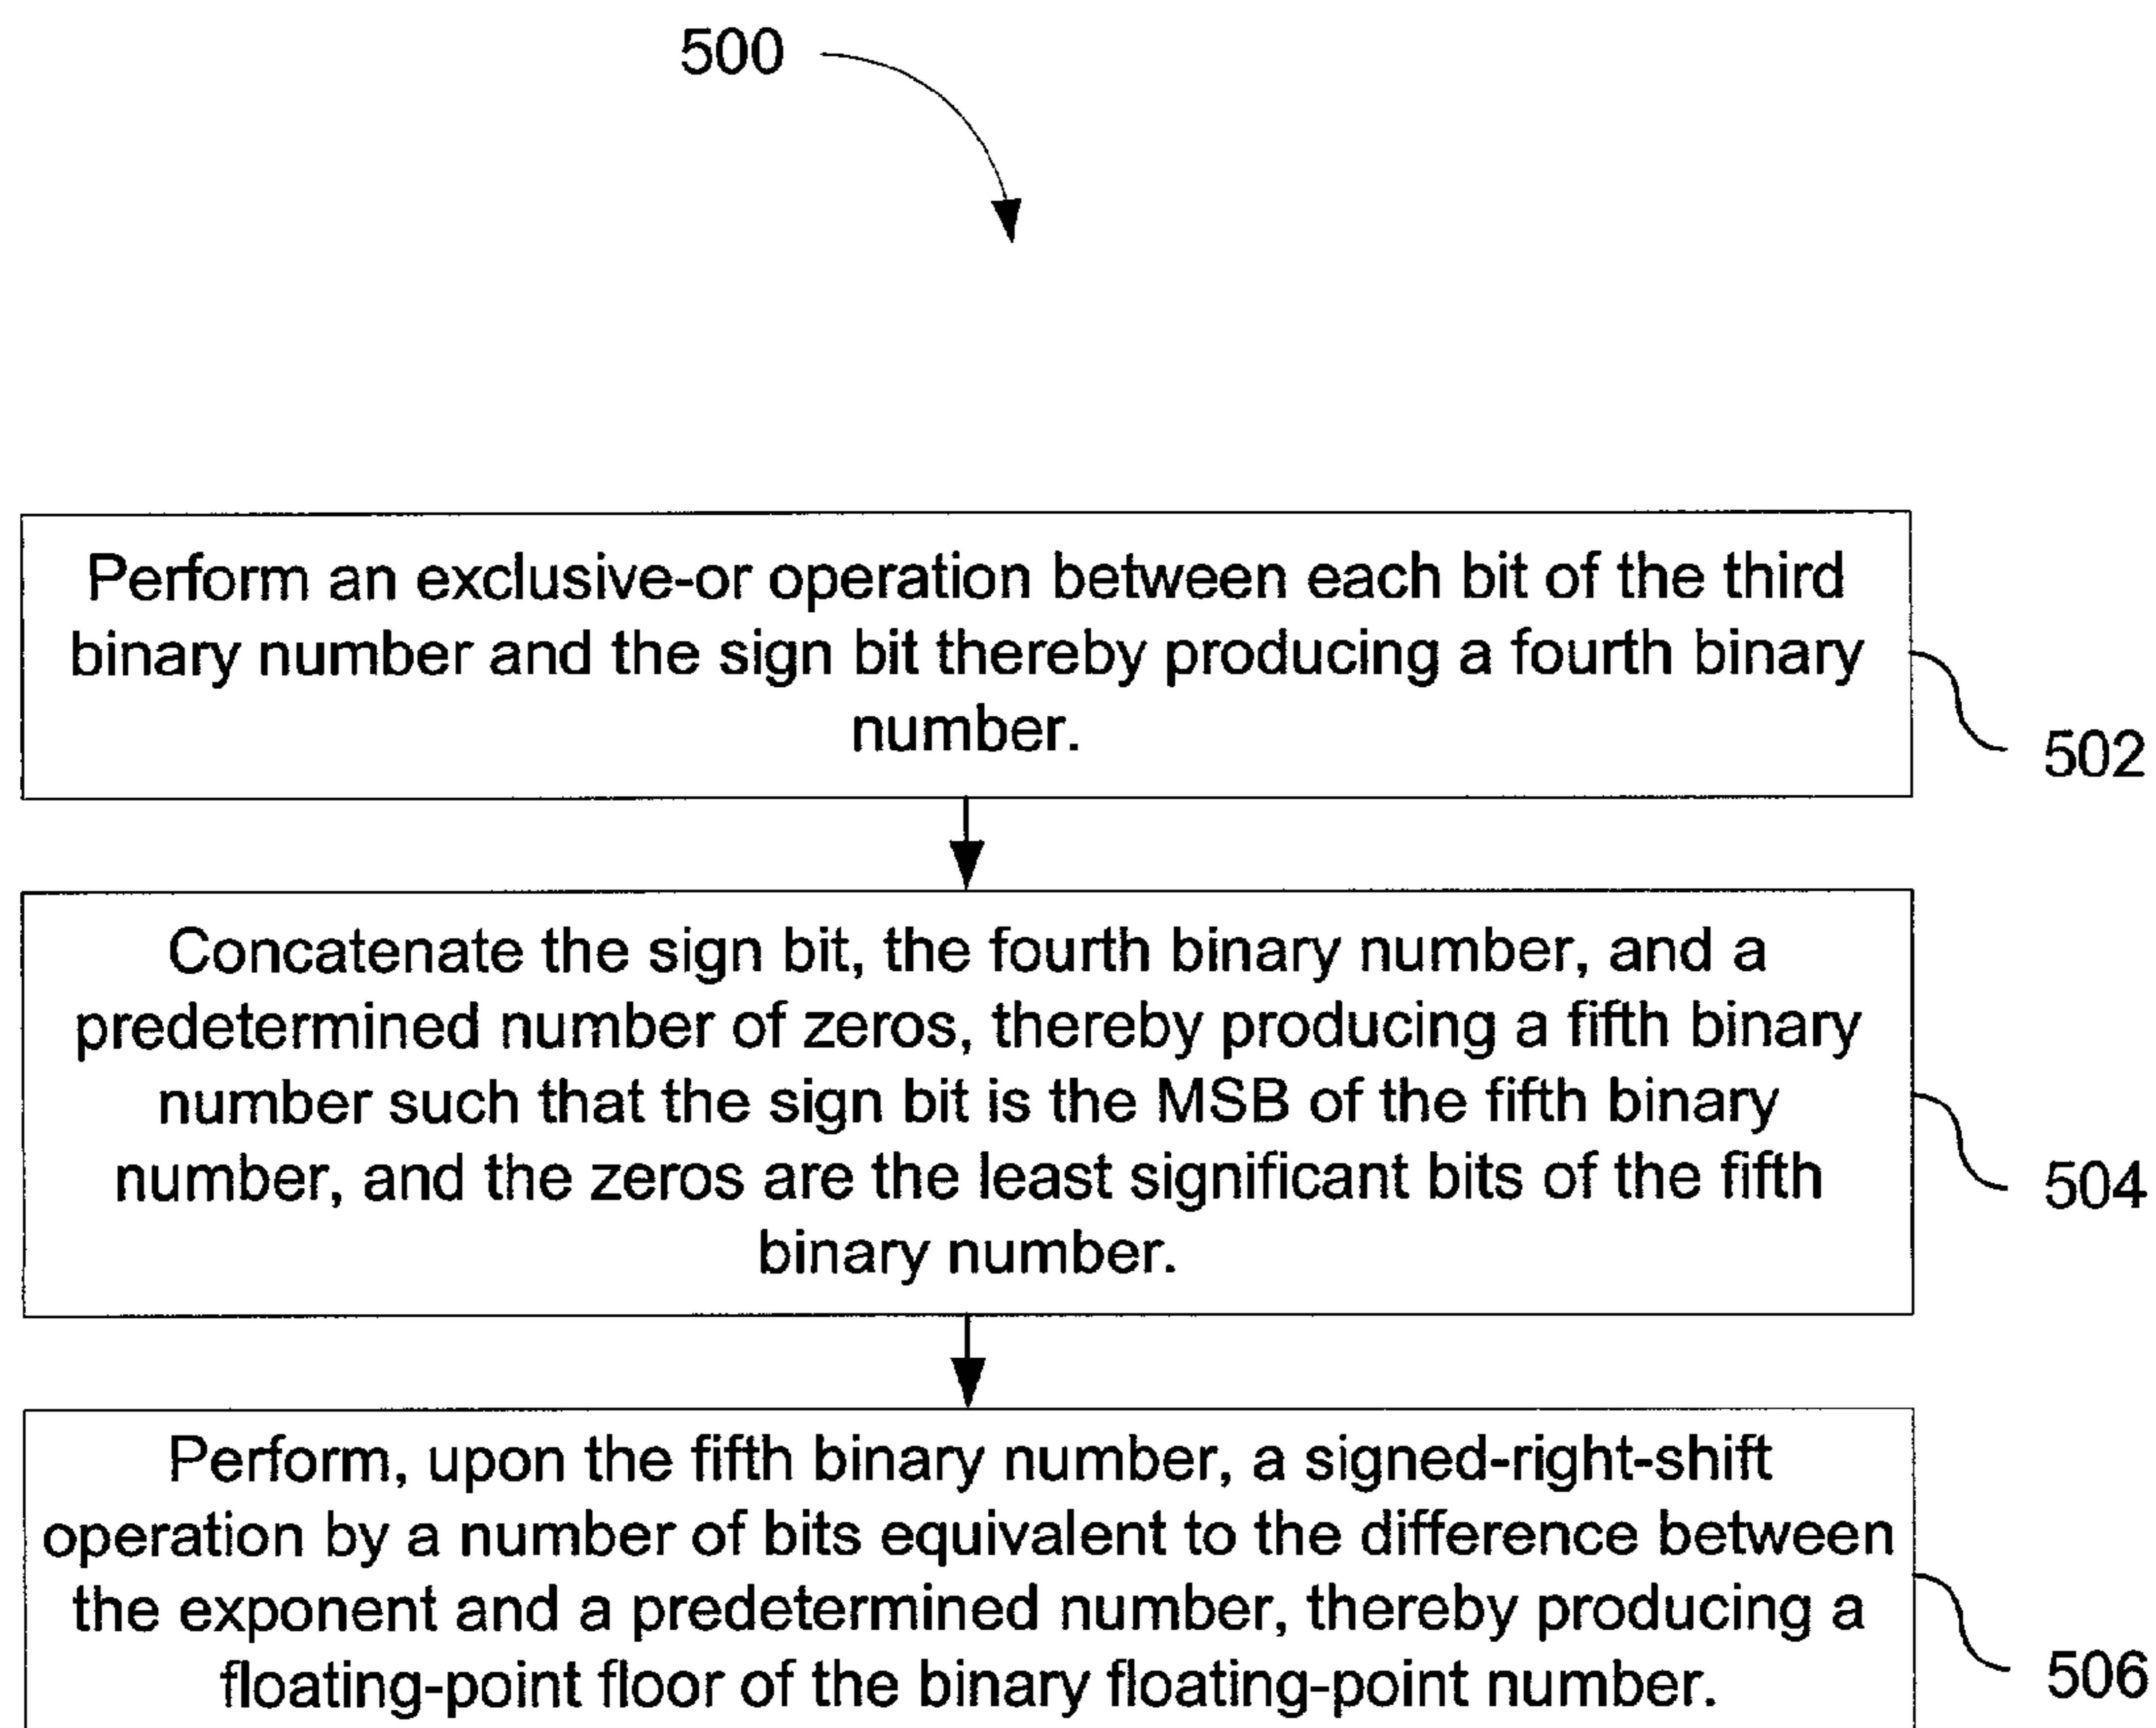 500
Perform an exclusive-or operation between each bit of the third
binary number and the sign bit thereby producing a fourth binary
number.
502
Concatenate the sign bit, the fourth binary number, and a
predetermined number of zeros, thereby producing a fifth binary
number such that the sign bit is the MSB of the fifth binary
number, and the zeros are the least significant bits of the fifth
binary number.
504
Perform, upon the fifth binary number, a signed-right-shift
operation by a number of bits equivalent to the difference between
the exponent and a predetermined number, thereby producing a
floating-point floor of the binary floating-point number.
506